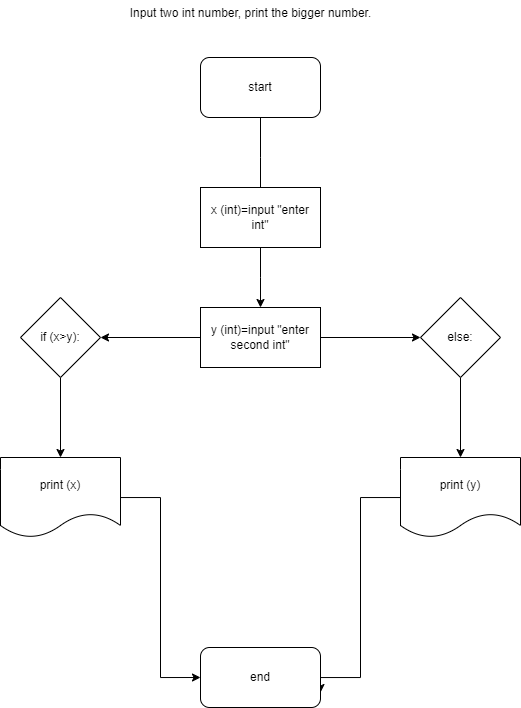 Input two int number, print the bigger number.
start
x (int)=input "enter
int"
y (int)=input "enter
second int"
if (x>y):
else:
print (x)
print (y)
end